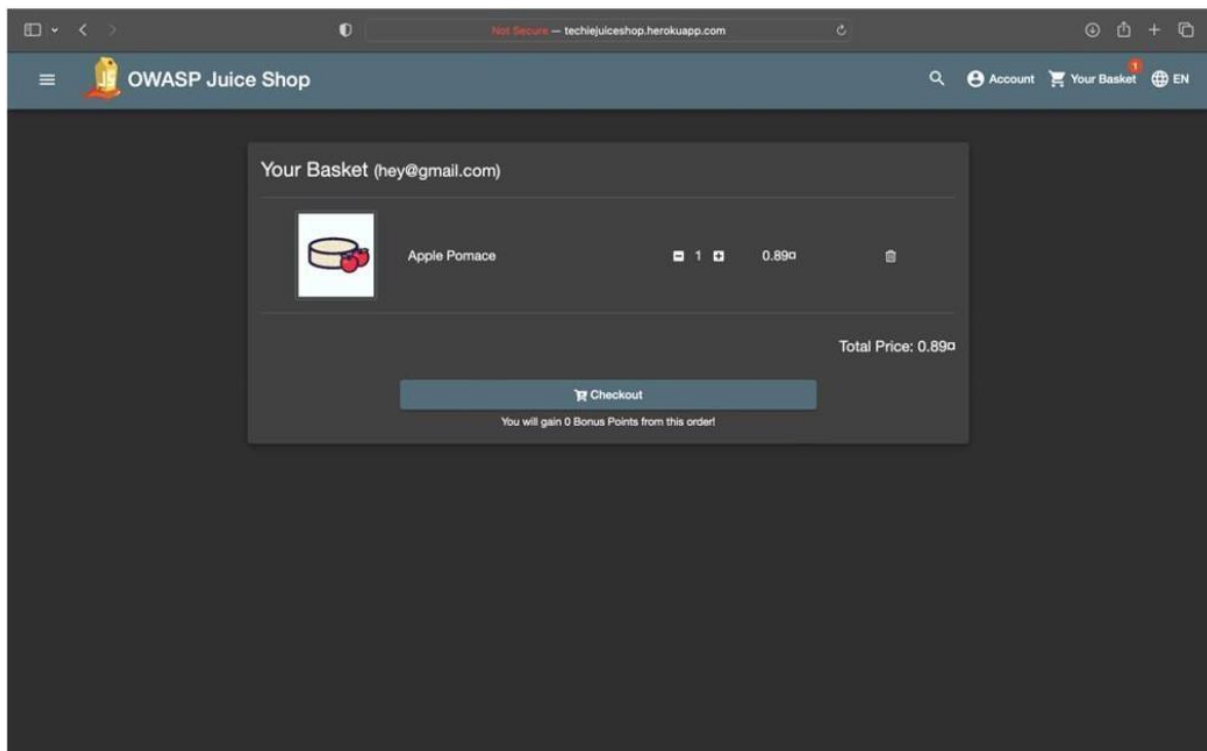 Not Secure — techiejuiceshop.herokuapp.com
OWASP Juice Shop
Account
1
Your Basket
EN
Your Basket (hey@gmail.com)
Apple Pomace 1 0.89¤
Total Price: 0.89¤
Checkout
You will gain 0 Bonus Points from this order!